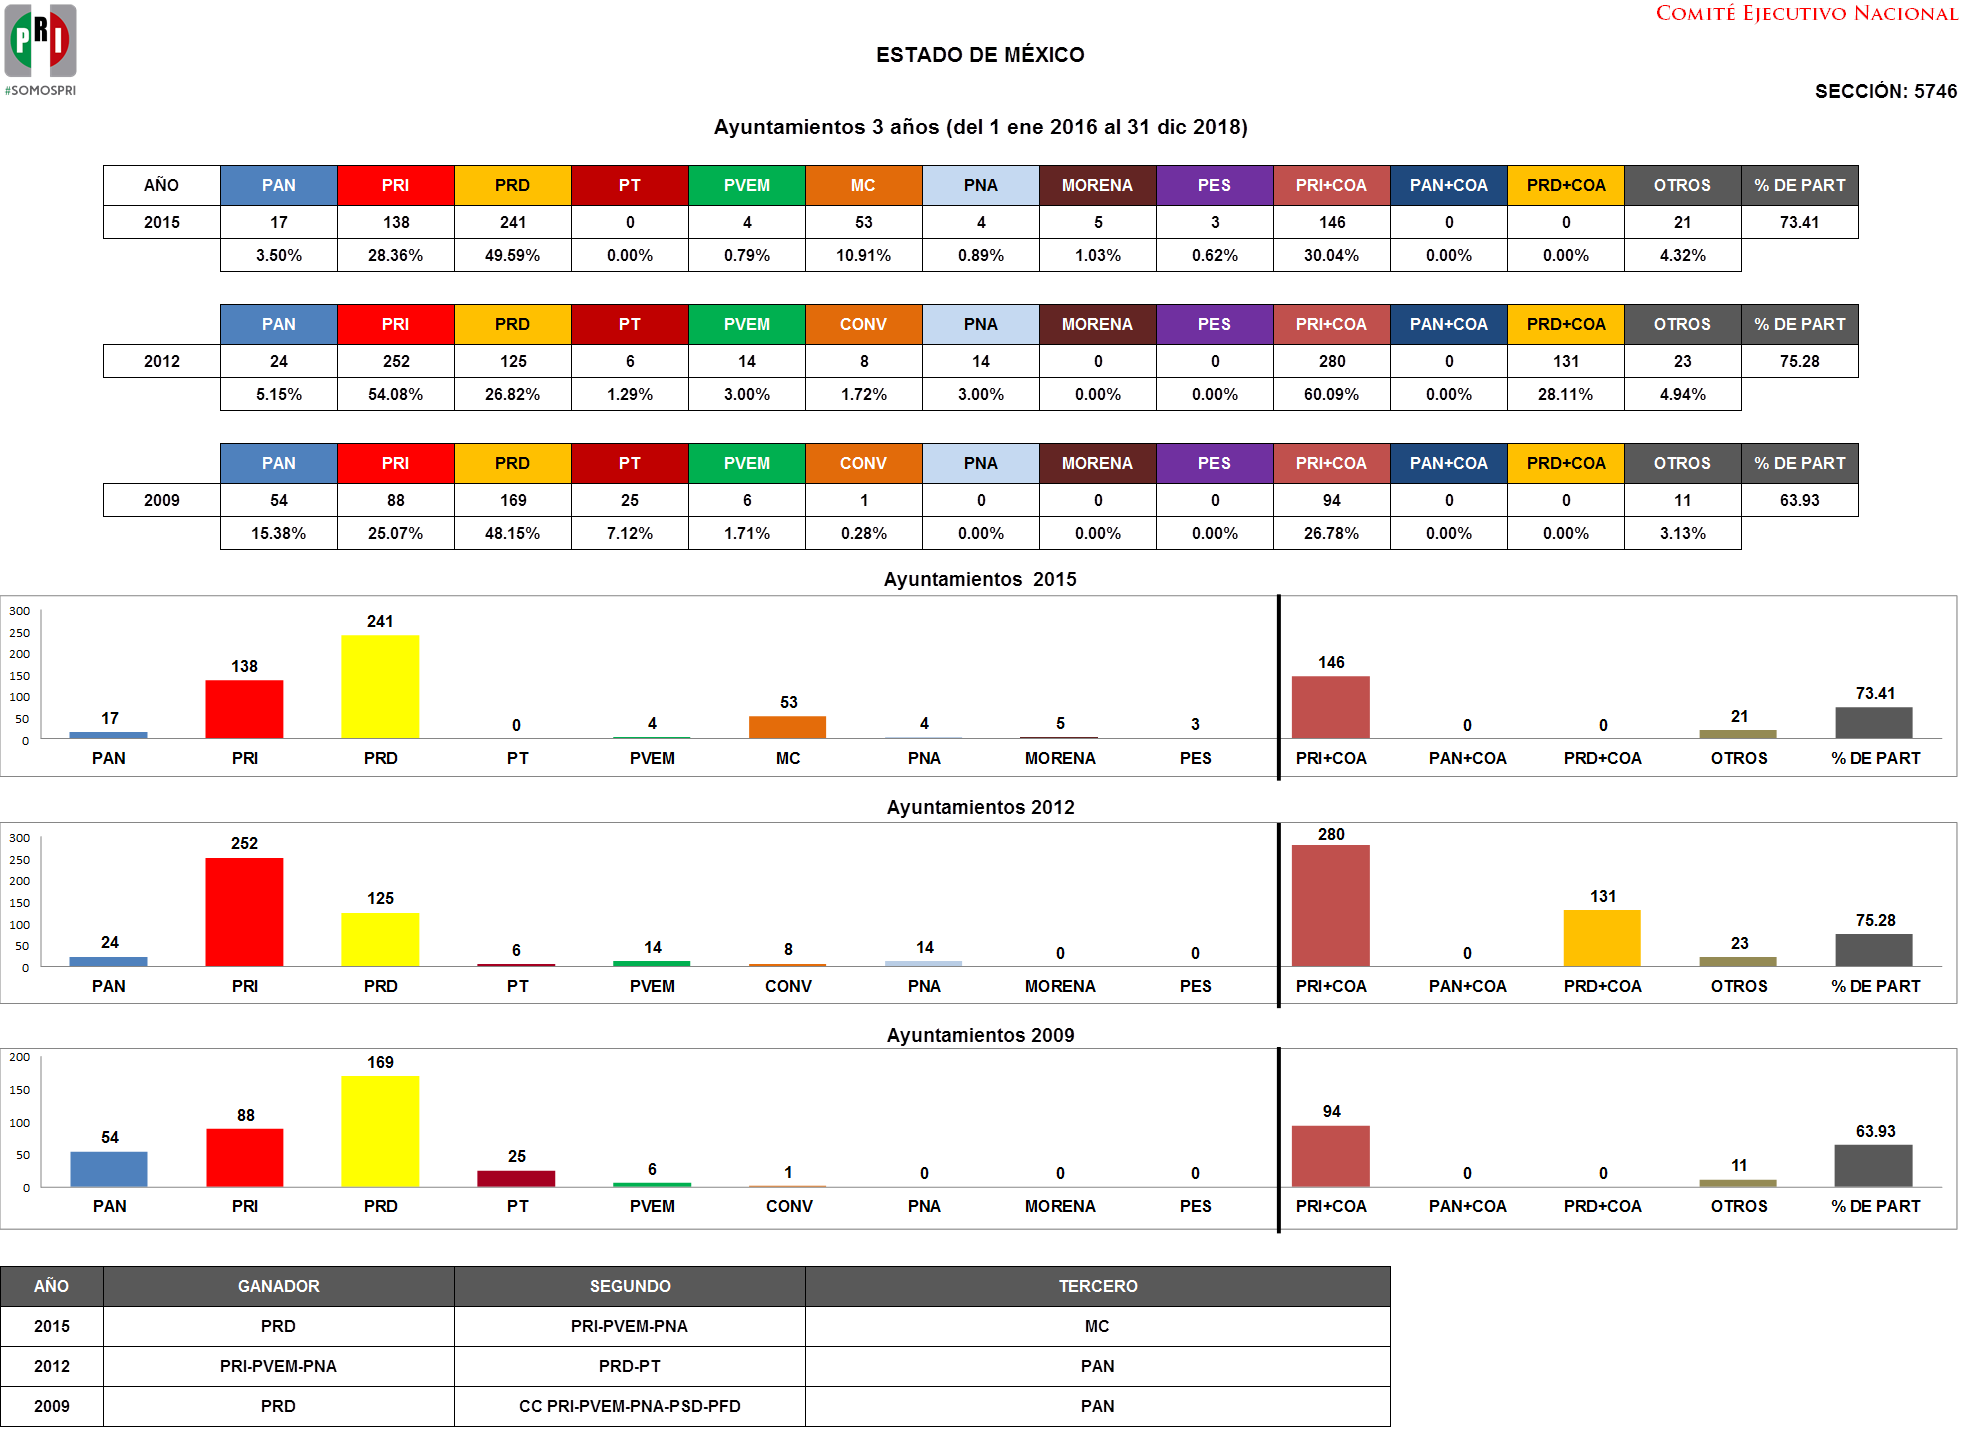 PRI
#SOMOSPRI
COMITÉ EJECUTIVO NACIONAL
ESTADO DE MÉXICO
SECCIÓN: 5746
Ayuntamientos 3 años (del 1 ene 2016 al 31 dic 2018)
AÑO PAN PRI PRD PT PVEM MC PNA MORENA PES PRI+COA PAN+COA PRD+COA OTROS % DE PART
2015 17 138 241 0 4 53 4 5 3 146 0 0 21 73.41
3.50% 28.36% 49.59% 0.00% 0.79% 10.91% 0.89% 1.03% 0.62% 30.04% 0.00% 0.00% 4.32%
PAN PRI PRD PT PVEM CONV PNA MORENA PES PRI+COA PAN+COA PRD+COA OTROS % DE PART
2012 24 252 125 6 14 8 14 0 0 280 0 131 23 75.28
5.15% 54.08% 26.82% 1.29% 3.00% 1.72% 3.00% 0.00% 0.00% 60.09% 0.00% 28.11% 4.94%
PAN PRI PRD PT PVEM CONV PNA MORENA PES PRI+COA PAN+COA PRD+COA OTROS % DE PART
2009 54 88 169 25 6 1 0 0 0 94 0 0 11 63.93
15.38% 25.07% 48.15% 7.12% 1.71% 0.28% 0.00% 0.00% 0.00% 26.78% 0.00% 0.00% 3.13%
Ayuntamientos 2015
300
250
200
150
100
50
0
17 138 241 0 4 53 4 5 3 146 0 0 21 73.41
PAN PRI PRD PT PVEM MC PNA MORENA PES PRI+COA PAN+COA PRD+COA OTROS % DE PART
Ayuntamientos 2012
300
250
200
150
100
50
0
24 252 125 6 14 8 14 0 0 280 0 131 23 75.28
PAN PRI PRD PT PVEM CONV PNA MORENA PES PRI+COA PAN+COA PRD+COA OTROS % DE PART
Ayuntamientos 2009
200
150
100
50
0
54 88 169 25 6 1 0 0 0 94 0 0 11 63.93
PAN PRI PRD PT PVEM CONV PNA MORENA PES PRI+COA PAN+COA PRD+COA OTROS % DE PART
AÑO GANADOR SEGUNDO TERCERO
2015 PRD PRI-PVEM-PNA MC
2012 PRI-PVEM-PNA PRD-PT PAN
2009 PRD CC PRI-PVEM-PNA-PSD-PFD PAN